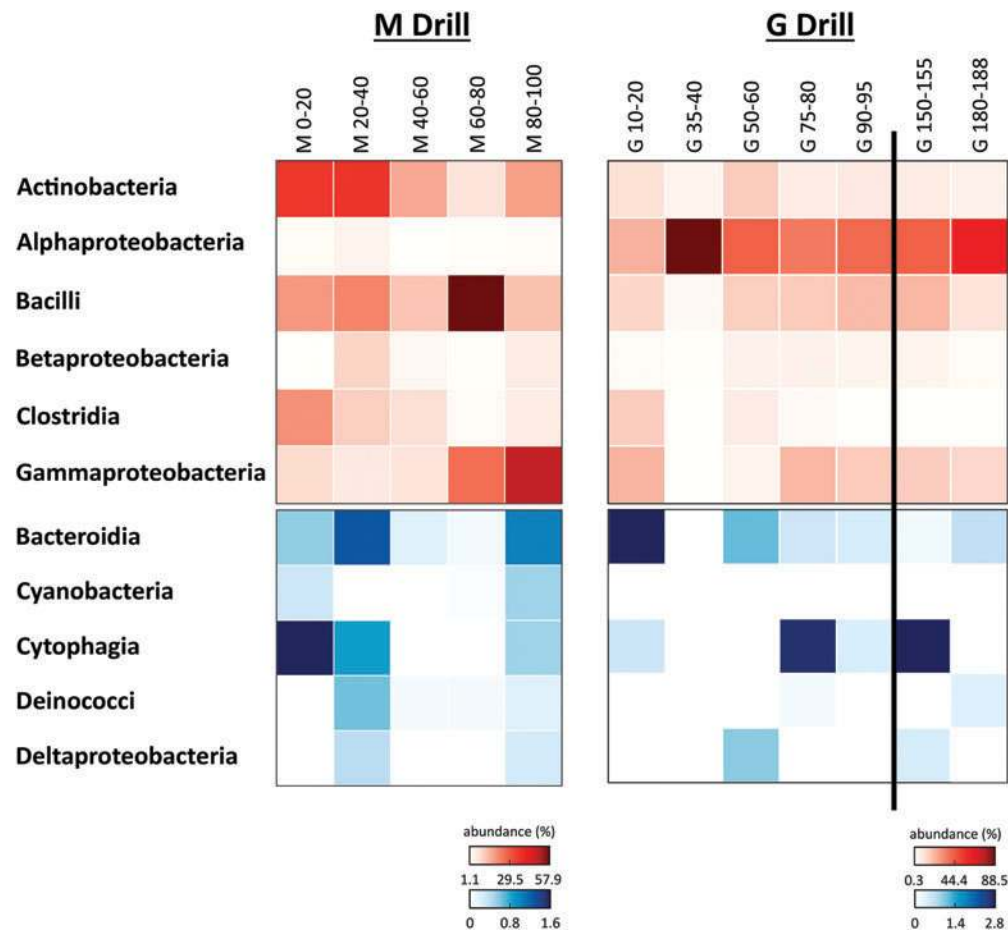 M Drill
G Drill
M 0-20
M 20-40
M 40-60
M 60-80
M 80-100
G 10-20
G 35-40
G 50-60
G 75-80
G 90-95
G 150-155
G 180-188
Actinobacteria
Alphaproteobacteria
Bacilli
Betaproteobacteria
Clostridia
Gammaproteobacteria
Bacteroidia
Cyanobacteria
Cytophagia
Deinococci
Deltaproteobacteria
abundance (%)
1.1 29.5 57.9
0 0.8 1.6
abundance (%)
0.3 44.4 88.5
0 1.4 2.8